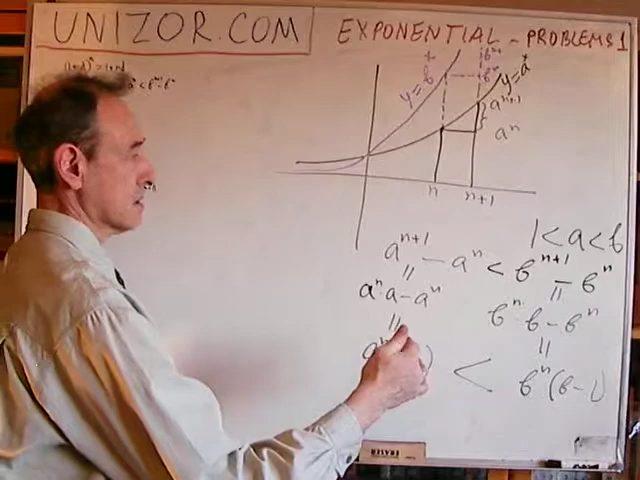 UNIZOR.COM
EXPONENTIAL - PROBLEMS 1
y=b^x
b^{n+1}
b^n
y=a^x
a^{n+1}
a^n
n
n+1
1<a<b
a^{n+1} - a^n < b^{n+1} - b^n
= =
a^n·a-a^n b^n·b-b^n
= =
< b^n(b-1)